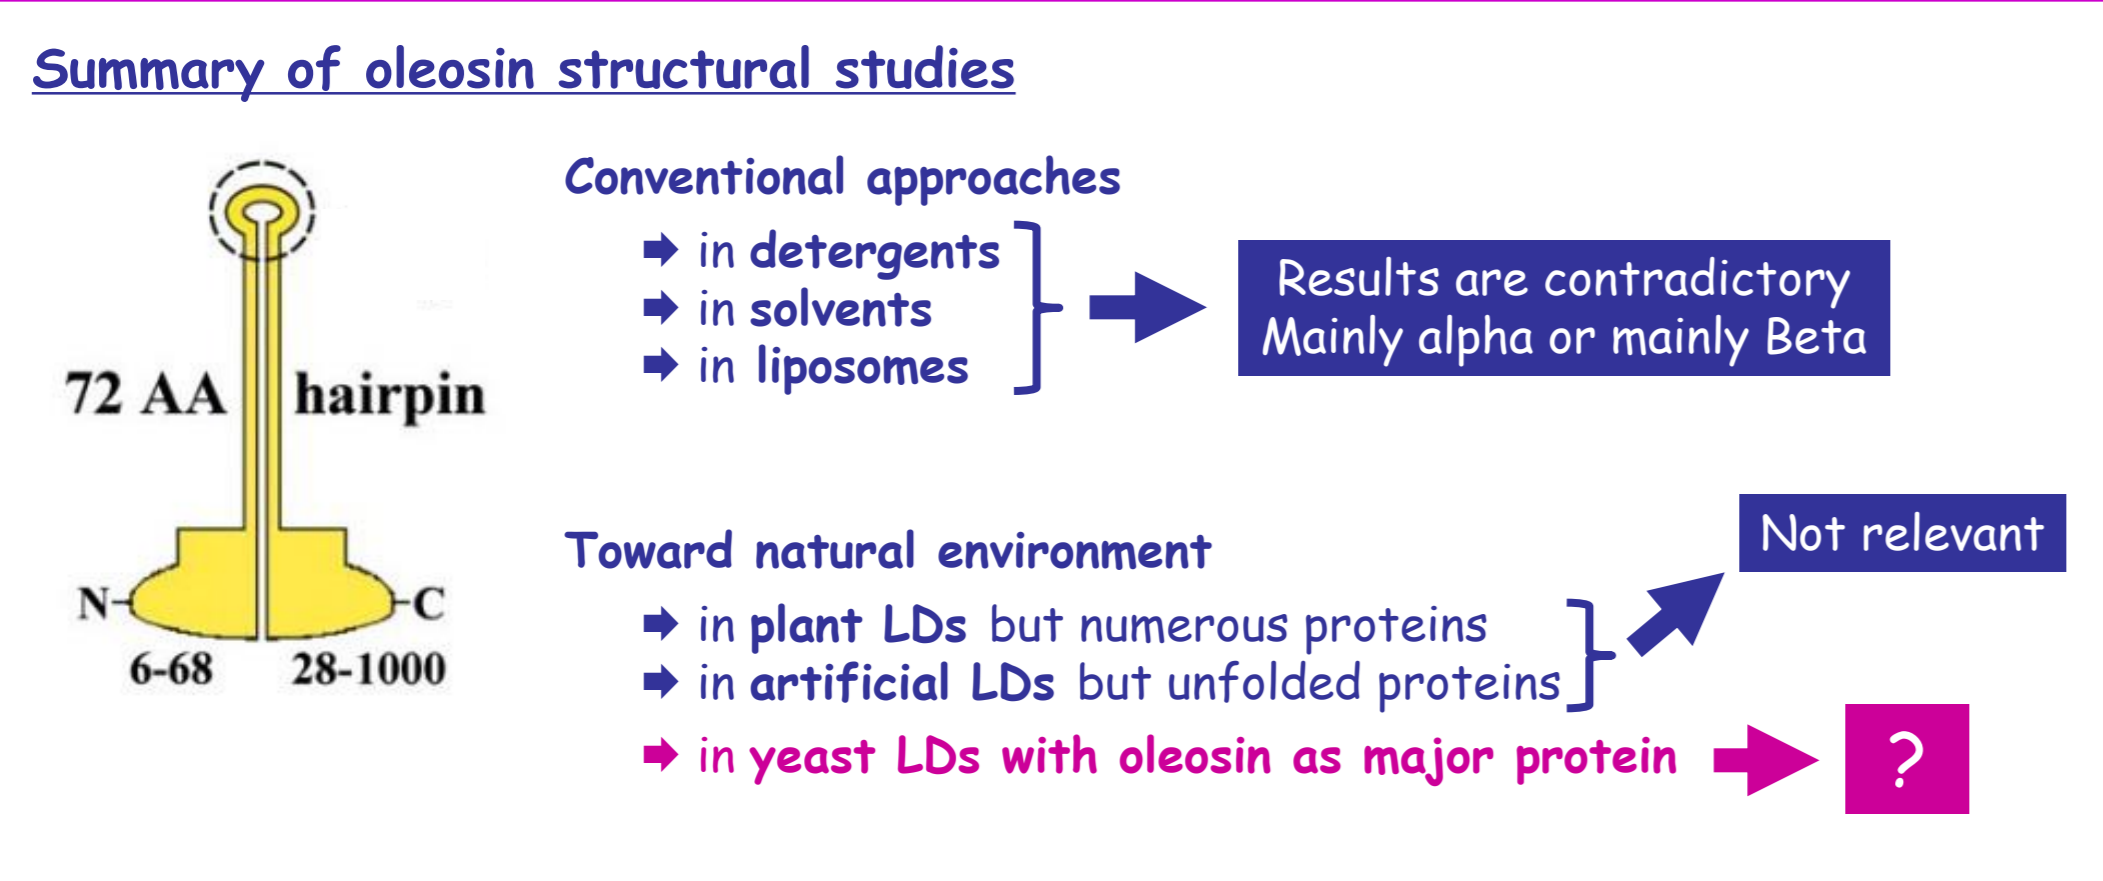 Summary of oleosin structural studies
72 AA hairpin
N C
6-68 28-1000
Conventional approaches
in detergents
in solvents
in liposomes
Results are contradictory
Mainly alpha or mainly Beta
Toward natural environment
in plant LDs but numerous proteins
in artificial LDs but unfolded proteins
Not relevant
in yeast LDs with oleosin as major protein
?